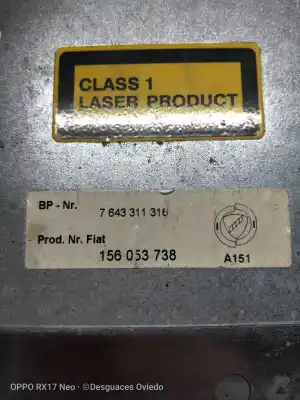 CLASS 1
LASER PRODUCT
BP - Nr. 7 643 311 316
Prod. Nr. Fiat
156 053 738 A151
OPPO RX17 Neo · ©Desguaces Oviedo